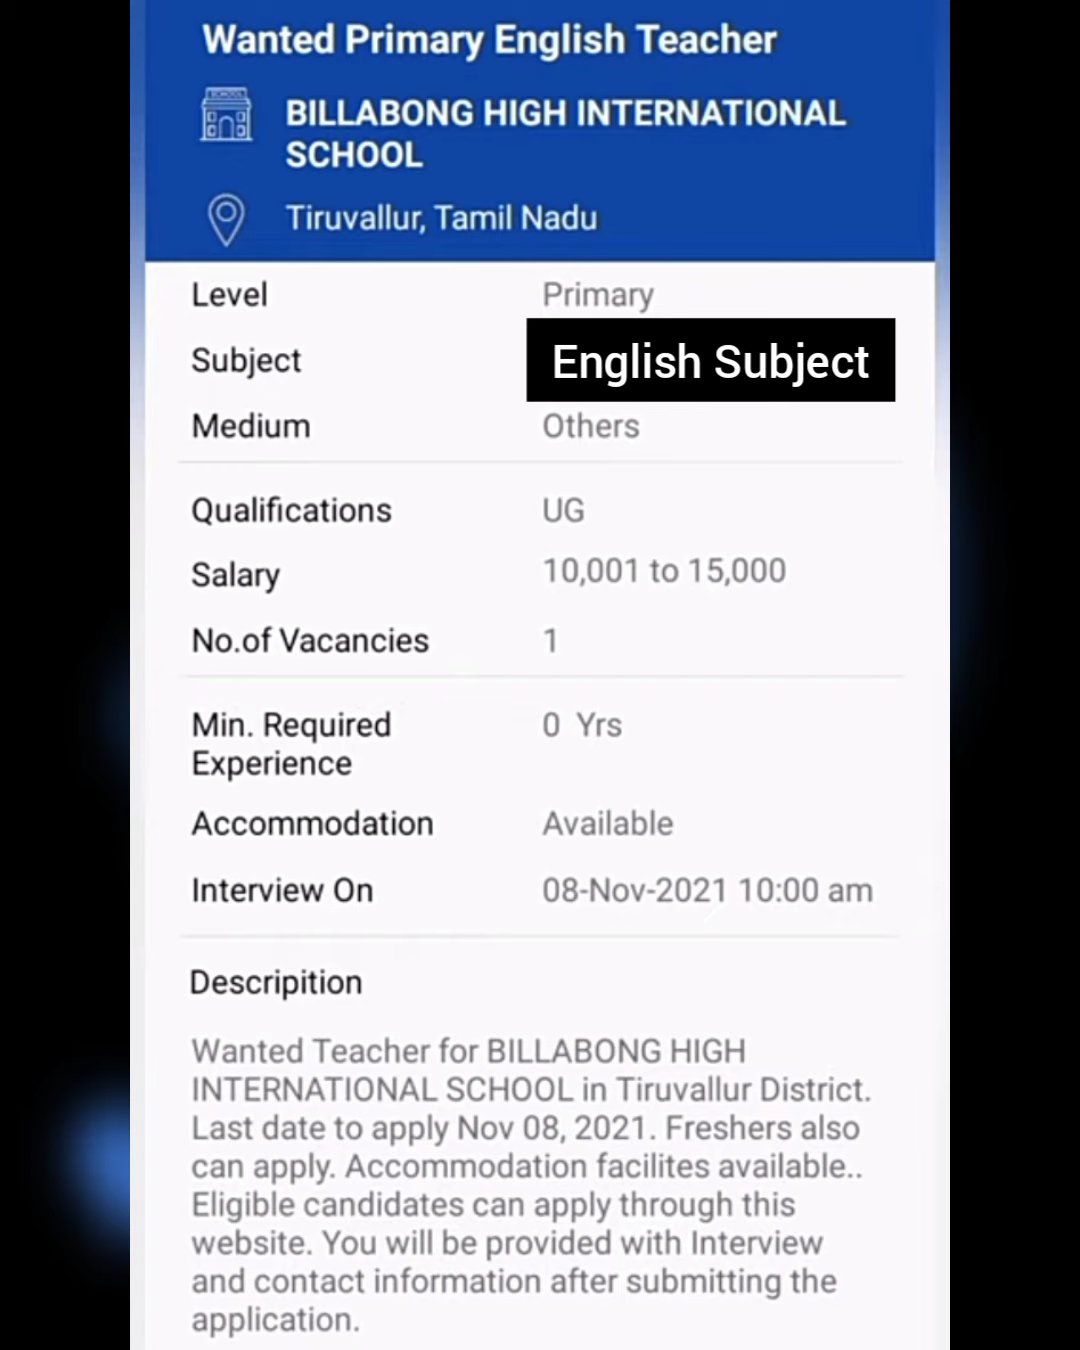 Wanted Primary English Teacher
SCHOOL
BILLABONG HIGH INTERNATIONAL
SCHOOL
Tiruvallur, Tamil Nadu
Level Primary
Subject English Subject
Medium Others
Qualifications UG
Salary 10,001 to 15,000
No.of Vacancies 1
Min. Required 0 Yrs
Experience
Accommodation Available
Interview On 08-Nov-2021 10:00 am
Descripition
Wanted Teacher for BILLABONG HIGH
INTERNATIONAL SCHOOL in Tiruvallur District.
Last date to apply Nov 08, 2021. Freshers also
can apply. Accommodation facilites available..
Eligible candidates can apply through this
website. You will be provided with Interview
and contact information after submitting the
application.